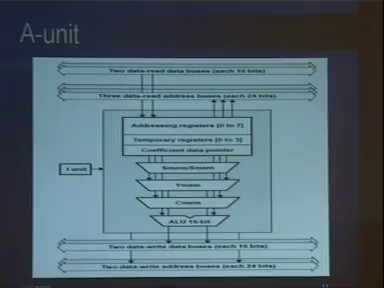 A-unit
Two data-read data buses (each 16 bits)
Three data-read address buses (each 24 bits)
Addressing registers [0 to 7]
Temporary registers [0 to 3]
Coefficient data pointer
Smem/Xmem
Ymem
Cmem
ALU 16-bit
Two data-write data buses (each 16 bits)
Two data-write address buses (each 24 bits)